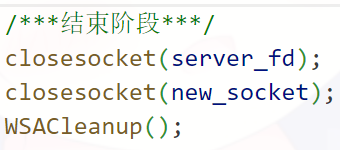 /***结束阶段***/
closesocket(server_fd);
closesocket(new_socket);
WSACleanup();